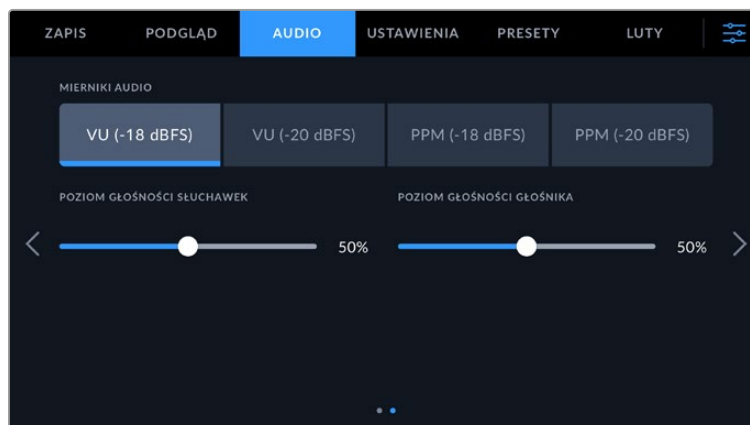 ZAPIS PODGLĄD AUDIO USTAWIENIA PRESETY LUTY
MIERNIKI AUDIO
VU (-18 dBFS) VU (-20 dBFS) PPM (-18 dBFS) PPM (-20 dBFS)
POZIOM GŁOŚNOŚCI SŁUCHAWEK POZIOM GŁOŚNOŚCI GŁOŚNIKA
50% 50%